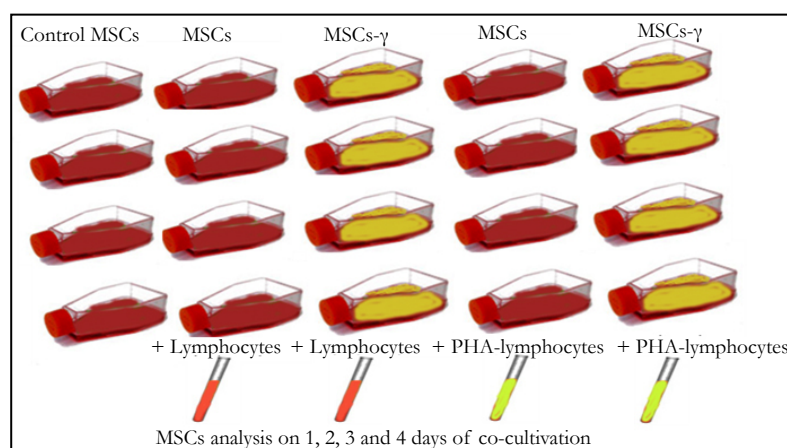 Control MSCs MSCs MSCs-γ MSCs MSCs-γ
+ Lymphocytes + Lymphocytes + PHA-lymphocytes + PHA-lymphocytes
MSCs analysis on 1, 2, 3 and 4 days of co-cultivation